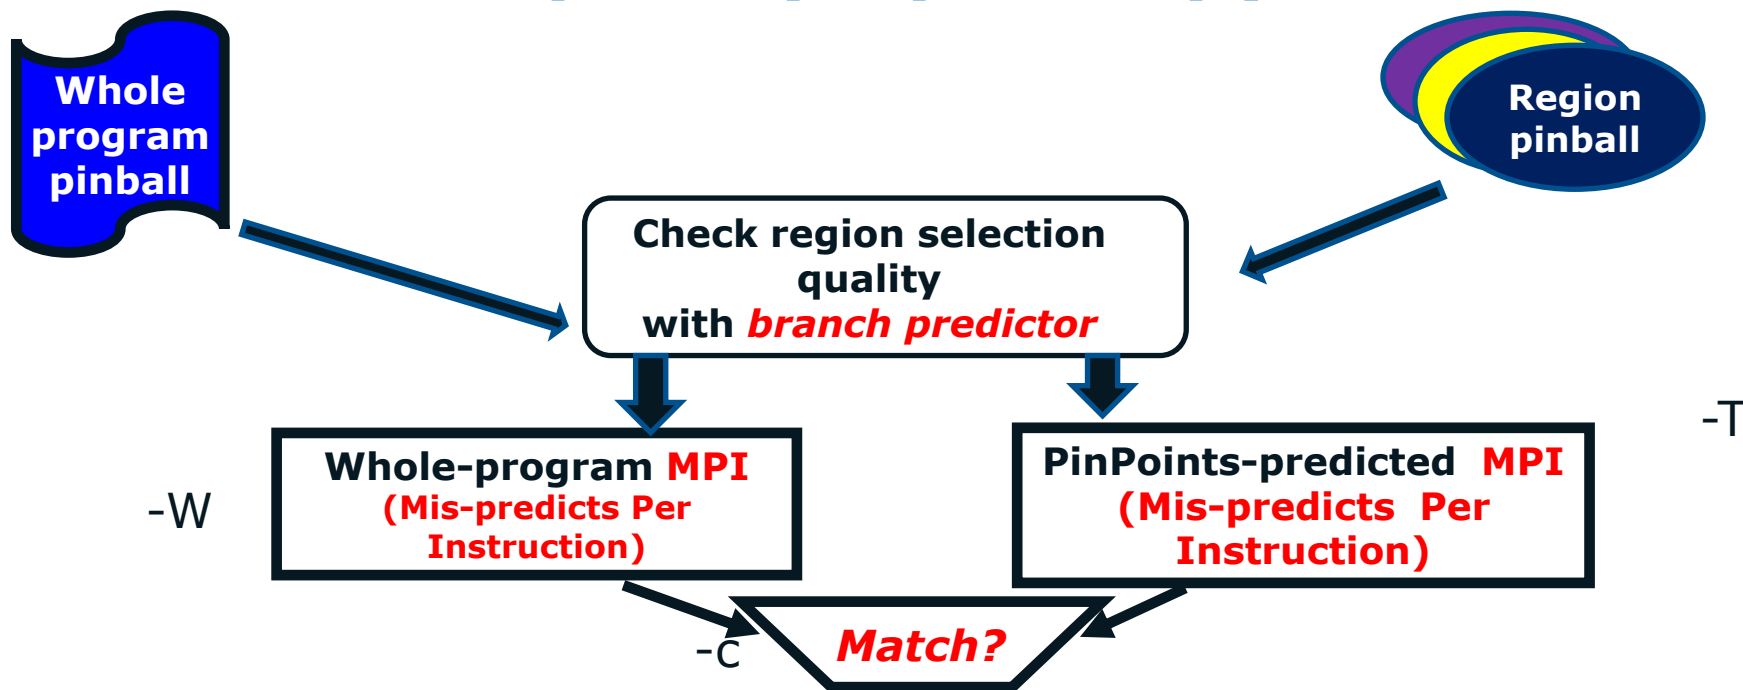 Whole
program
pinball
Region
pinball
Check region selection
quality
with branch predictor
-T
Whole-program MPI
(Mis-predicts Per
Instruction)
PinPoints-predicted MPI
(Mis-predicts Per
Instruction)
-W
-c
Match?